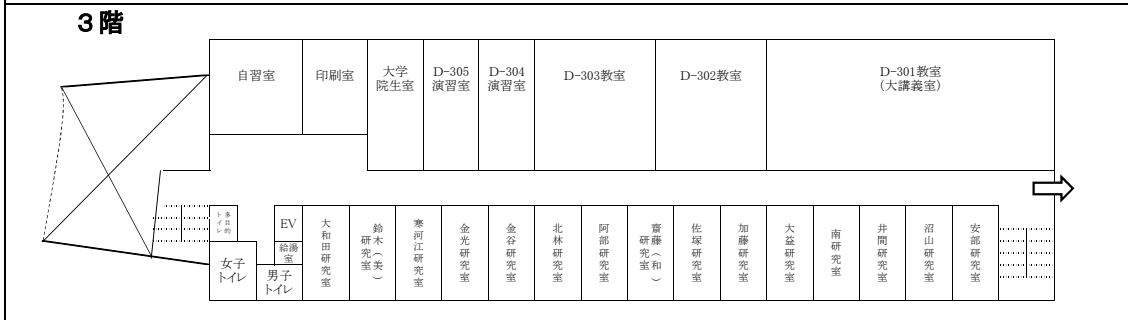 ３階
自習室
印刷室
大学
院生室
D-305
演習室
D-304
演習室
D-303教室
D-302教室
D-301教室
（大講義室）
多目的
トイレ
EV
給湯
室
女子
トイレ
男子
トイレ
大和田研究室
鈴木（美）
研究室
寒河江研究室
金光研究室
金谷研究室
北林研究室
阿部研究室
齋藤（和）
研究室
佐塚研究室
加藤研究室
大益研究室
南研究室
井間研究室
沼山研究室
安部研究室